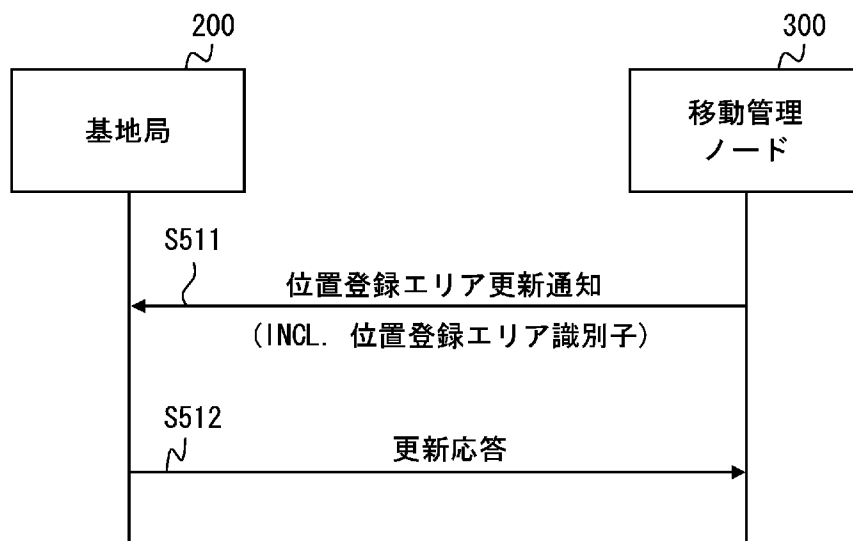 200
300
基地局
移動管理
ノード
S511
位置登録エリア更新通知
(INCL. 位置登録エリア識別子)
S512
更新応答